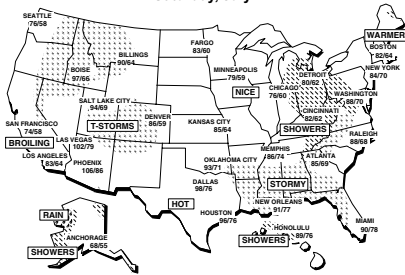 SEATTLE
76/58
BILLINGS
90/64
FARGO
83/60
MINNEAPOLIS
79/59
WARMER
BOSTON
82/64
NEW YORK
84/70
DETROIT
80/62
CHICAGO
76/60
NICE
BOISE
97/66
WASHINGTON
88/70
SALT LAKE CITY
94/69
DENVER
86/59
KANSAS CITY
85/64
CINCINNATI
82/62
SHOWERS
RALEIGH
88/68
SAN FRANCISCO
74/58
BROILING
LAS VEGAS
102/79
T-STORMS
LOS ANGELES
83/64
PHOENIX
106/86
OKLAHOMA CITY
93/71
MEMPHIS
86/74
ATLANTA
85/69
DALLAS
98/76
STORMY
HOT
HOUSTON
96/76
NEW ORLEANS
91/77
MIAMI
90/78
RAIN
ANCHORAGE
68/55
SHOWERS
HONOLULU
89/76
SHOWERS